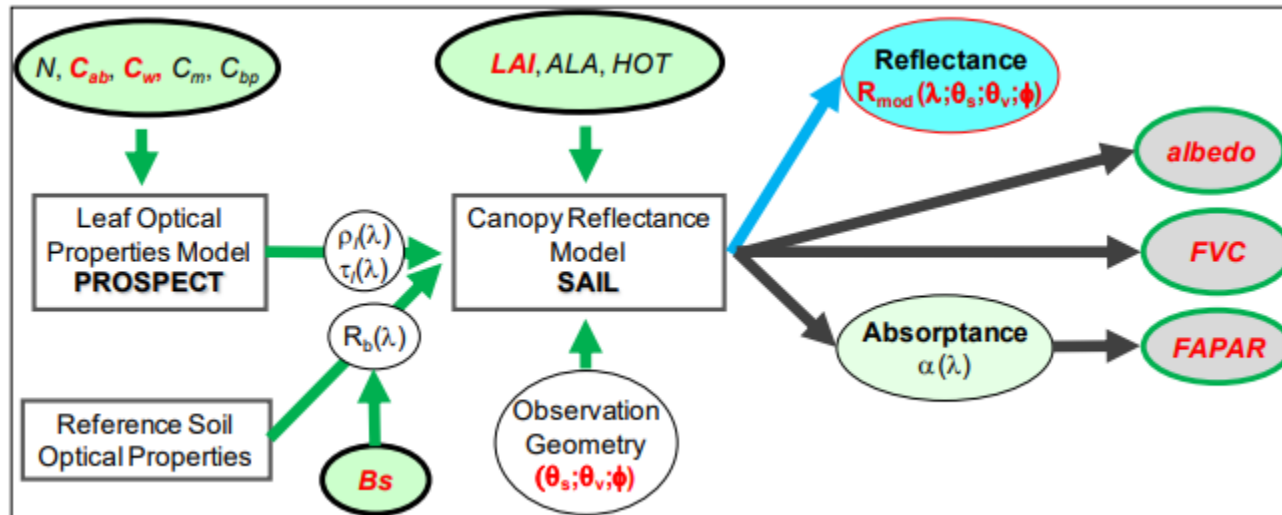 N, Cab, Cw, Cm, Cbp
LAI, ALA, HOT
Reflectance
Rmod(λ;θs;θv;ϕ)
albedo
Leaf Optical
Properties Model
PROSPECT
ρl(λ)
τl(λ)
Canopy Reflectance
Model
SAIL
FVC
Rb(λ)
Absorptance
α(λ)
FAPAR
Reference Soil
Optical Properties
Bs
Observation
Geometry
(θs;θv;ϕ)